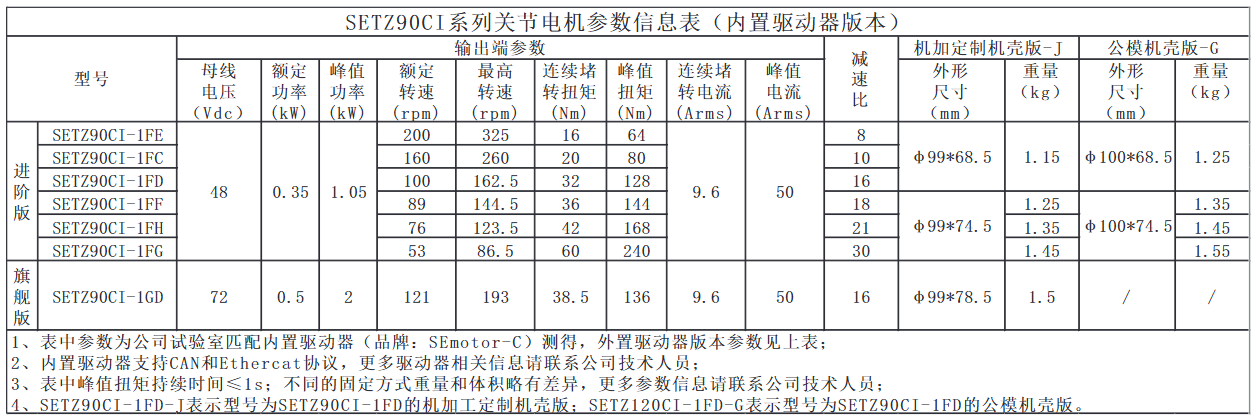 SETZ90CI系列关节电机参数信息表（内置驱动器版本）
型号 输出端参数 减速比 机加定制机壳版-J 公模机壳版-G
母线电压（Vdc） 额定功率(kW) 峰值功率(kW) 额定转速(rpm) 最高转速(rpm) 连续堵转扭矩(Nm) 峰值扭矩(Nm) 连续堵转电流(Arms) 峰值电流(Arms) 外形尺寸（mm） 重量（kg） 外形尺寸（mm） 重量（kg）
进阶版 SETZ90CI-1FE 48 0.35 1.05 200 325 16 64 9.6 50 8 φ99*68.5 1.15 φ100*68.5 1.25
SETZ90CI-1FC 160 260 20 80 10
SETZ90CI-1FD 100 162.5 32 128 16
SETZ90CI-1FF 89 144.5 36 144 18 φ99*74.5 1.25 φ100*74.5 1.35
SETZ90CI-1FH 76 123.5 42 168 21 1.35 1.45
SETZ90CI-1FG 53 86.5 60 240 30 1.45 1.55
旗舰版 SETZ90CI-1GD 72 0.5 2 121 193 38.5 136 9.6 50 16 φ99*78.5 1.5 / /
1、表中参数为公司试验室匹配内置驱动器（品牌：SEmotor-C）测得，外置驱动器版本参数见上表；
2、内置驱动器支持CAN和Ethercat协议，更多驱动器相关信息请联系公司技术人员；
3、表中峰值扭矩持续时间≤1s；不同的固定方式重量和体积略有差异，更多参数信息请联系公司技术人员；
4、SETZ90CI-1FD-J表示型号为SETZ90CI-1FD的机加工定制机壳版；SETZ120CI-1FD-G表示型号为SETZ90CI-1FD的公模机壳版。